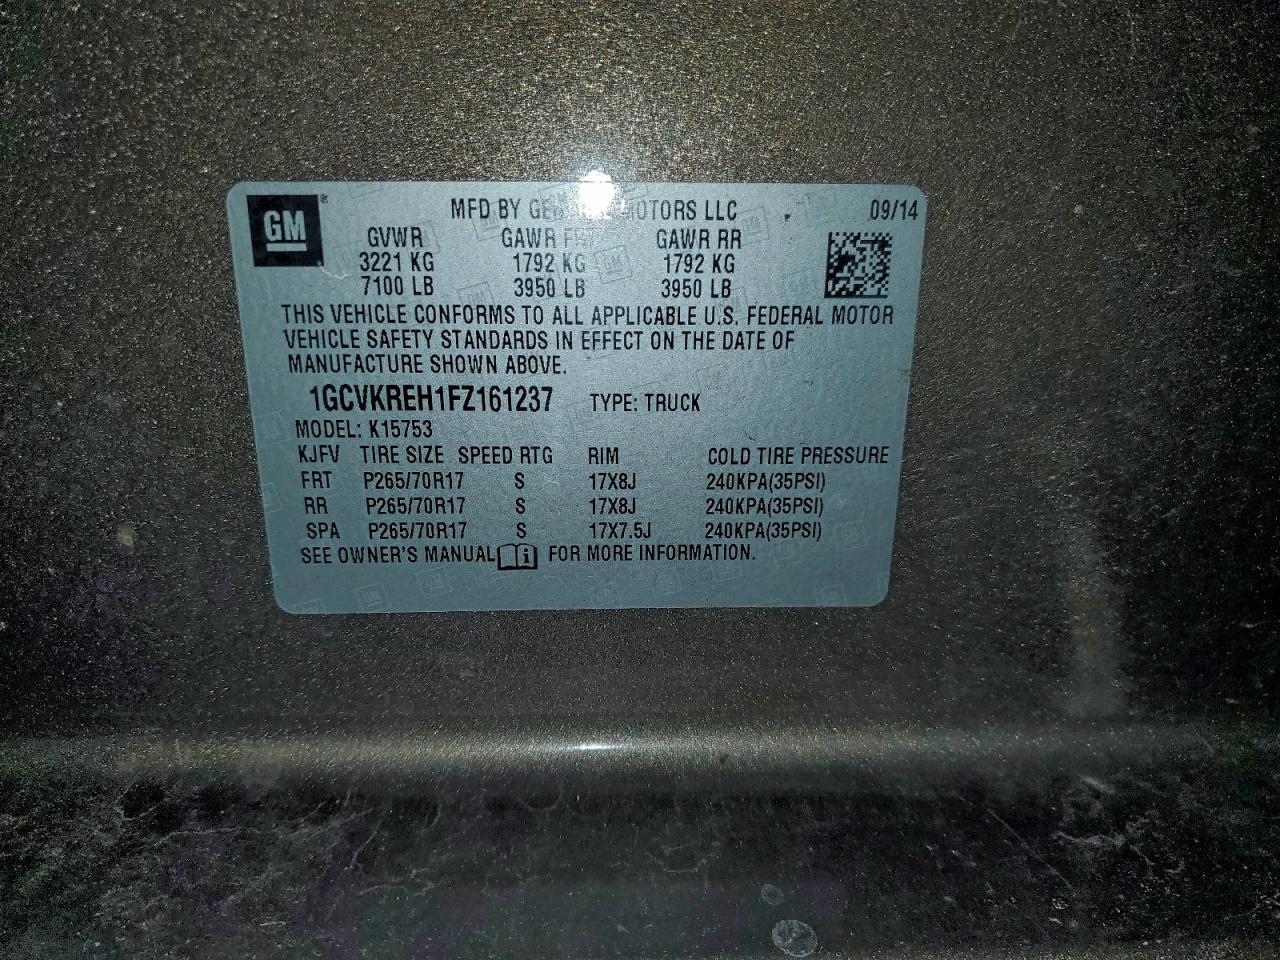 GM ®
MFD BY GENERAL MOTORS LLC 09/14
GVWR GAWR FRT GAWR RR
3221 KG 1792 KG 1792 KG
7100 LB 3950 LB 3950 LB
THIS VEHICLE CONFORMS TO ALL APPLICABLE U.S. FEDERAL MOTOR
VEHICLE SAFETY STANDARDS IN EFFECT ON THE DATE OF
MANUFACTURE SHOWN ABOVE.
1GCVKREH1FZ161237 TYPE: TRUCK
MODEL: K15753
KJFV TIRE SIZE SPEED RTG RIM COLD TIRE PRESSURE
FRT P265/70R17 S 17X8J 240KPA(35PSI)
RR P265/70R17 S 17X8J 240KPA(35PSI)
SPA P265/70R17 S 17X7.5J 240KPA(35PSI)
SEE OWNER'S MANUAL i FOR MORE INFORMATION.